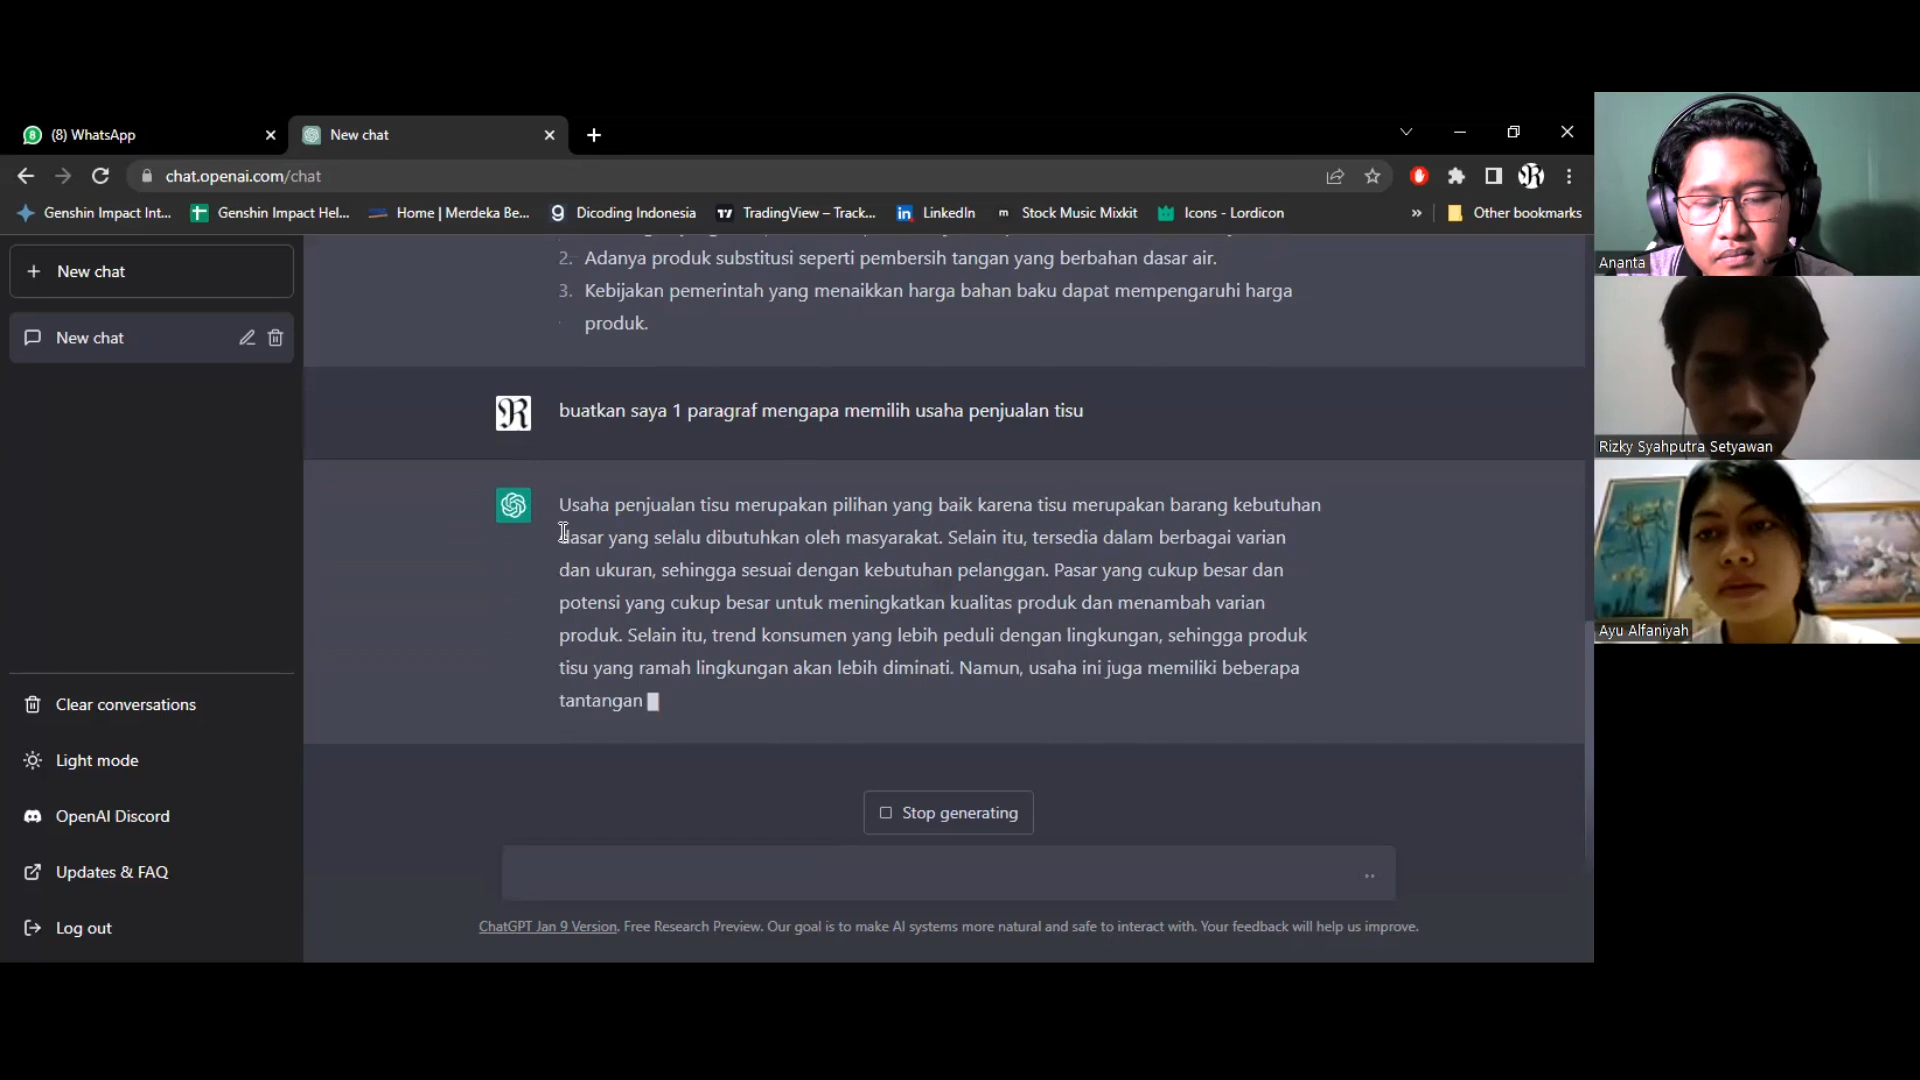 (8) WhatsApp
New chat
chat.openai.com/chat
Genshin Impact Int...
Genshin Impact Hel...
Home | Merdeka Be...
Dicoding Indonesia
TradingView – Track...
LinkedIn
Stock Music Mixkit
Icons - Lordicon
»
Other bookmarks
+ New chat
New chat
Clear conversations
Light mode
OpenAI Discord
Updates & FAQ
Log out
2. Adanya produk substitusi seperti pembersih tangan yang berbahan dasar air.
3. Kebijakan pemerintah yang menaikkan harga bahan baku dapat mempengaruhi harga
produk.
buatkan saya 1 paragraf mengapa memilih usaha penjualan tisu
Usaha penjualan tisu merupakan pilihan yang baik karena tisu merupakan barang kebutuhan
dasar yang selalu dibutuhkan oleh masyarakat. Selain itu, tersedia dalam berbagai varian
dan ukuran, sehingga sesuai dengan kebutuhan pelanggan. Pasar yang cukup besar dan
potensi yang cukup besar untuk meningkatkan kualitas produk dan menambah varian
produk. Selain itu, trend konsumen yang lebih peduli dengan lingkungan, sehingga produk
tisu yang ramah lingkungan akan lebih diminati. Namun, usaha ini juga memiliki beberapa
tantangan
Stop generating
ChatGPT Jan 9 Version. Free Research Preview. Our goal is to make AI systems more natural and safe to interact with. Your feedback will help us improve.
Ananta
Rizky Syahputra Setyawan
Ayu Alfaniyah